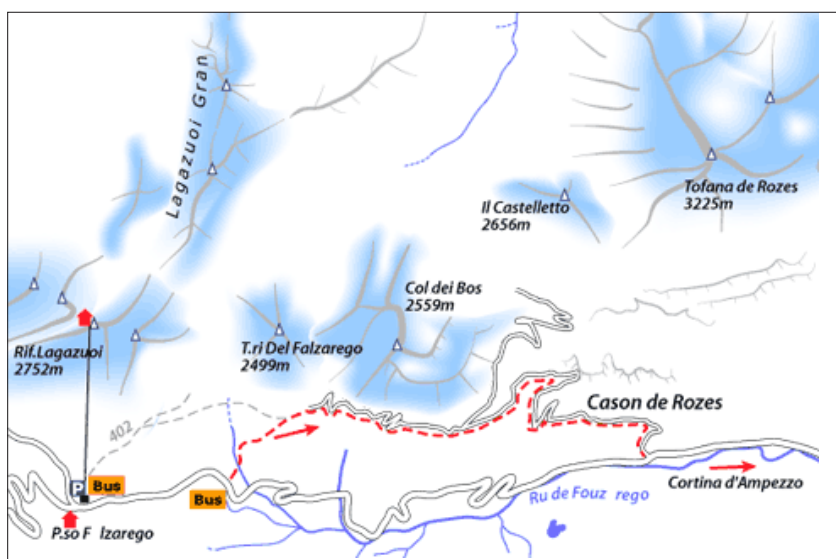 Lagazuoi Gran
Tofana de Rozes
3225m
Il Castelletto
2656m
Col dei Bos
2559m
Rif.Lagazuoi
2752m
T.ri Del Falzarego
2499m
402
Cason de Rozes
P
Bus
Bus
Cortina d'Ampezzo
Ru de Fouz rego
P.so F lzarego